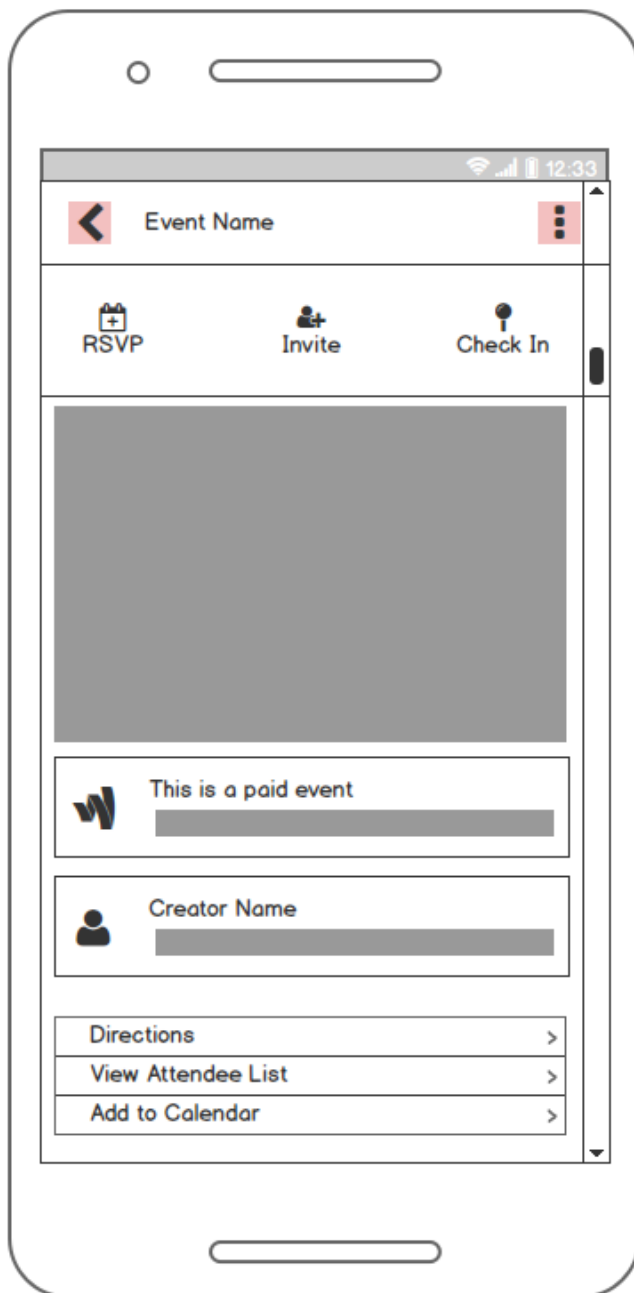 12:33
Event Name
RSVP Invite Check In
This is a paid event
Creator Name
Directions
View Attendee List
Add to Calendar